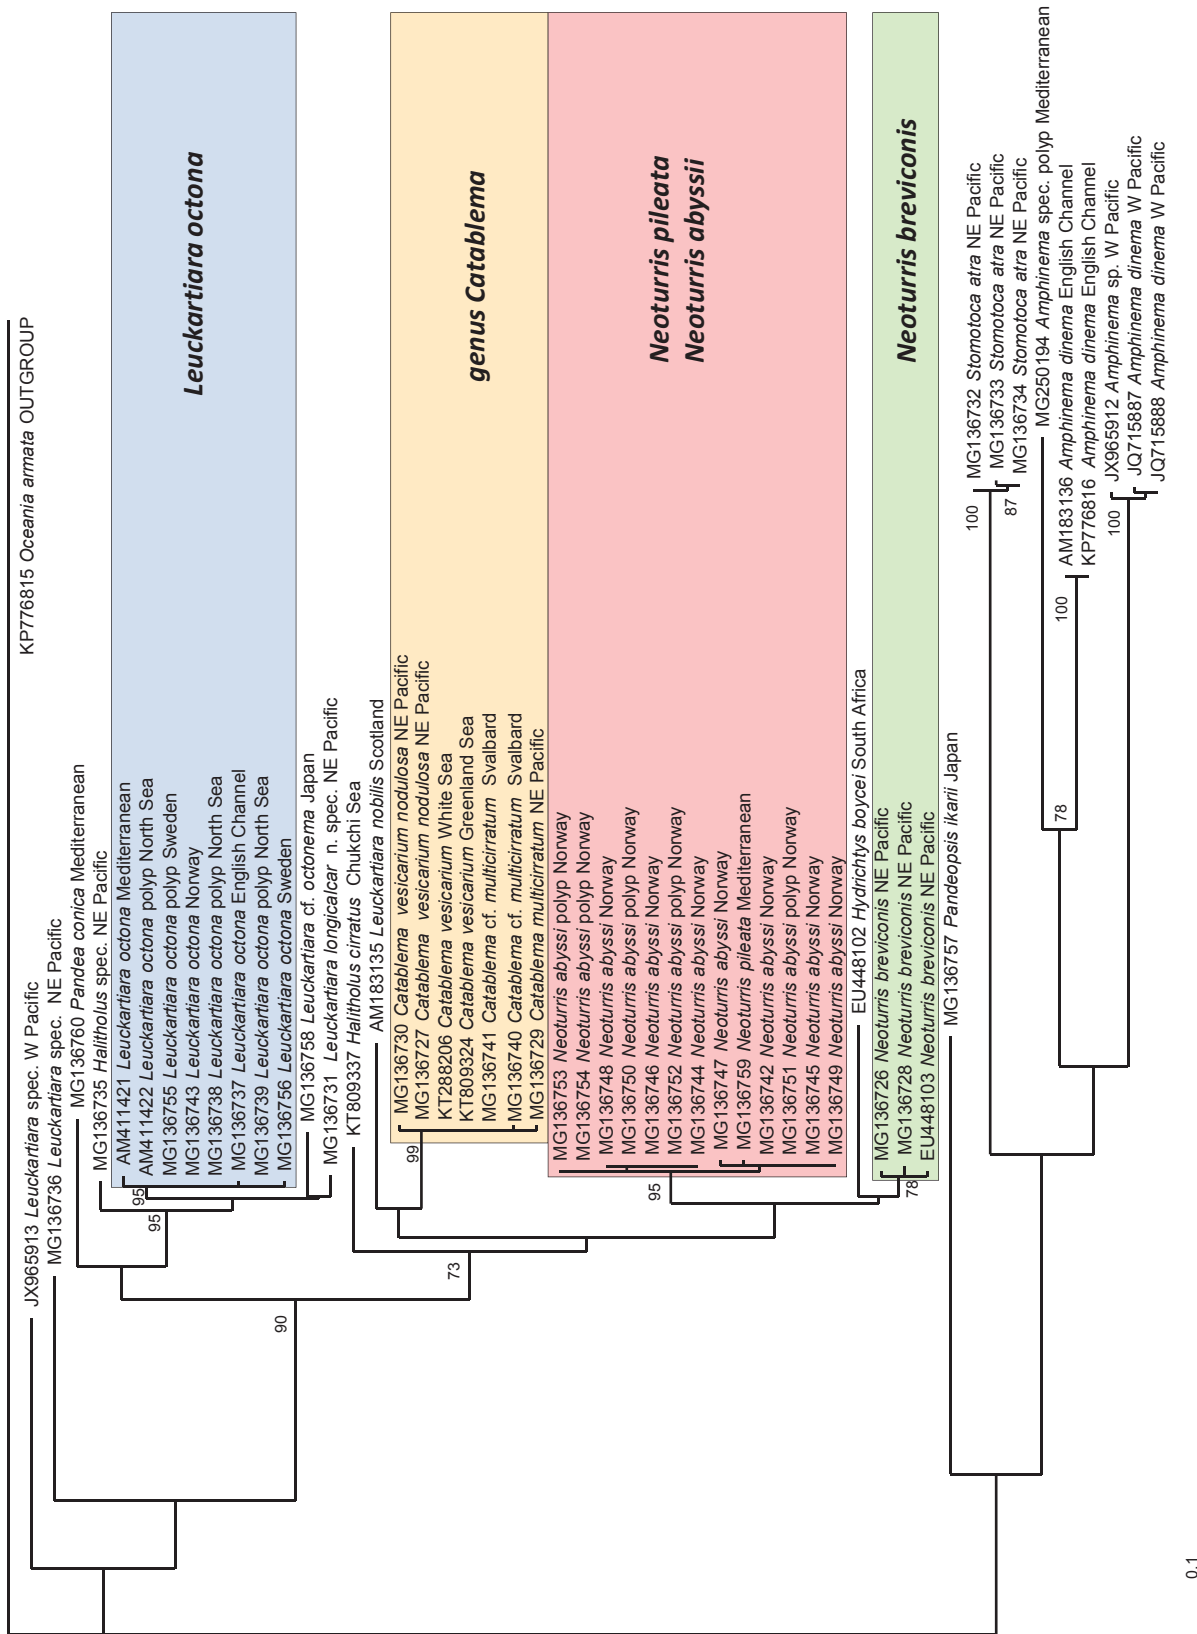 KP776815 Oceania armata OUTGROUP
JX965913 Leuckartiara spec. W Pacific
MG136736 Leuckartiara spec. NE Pacific
MG136760 Pandea conica Mediterranean
MG136735 Halitholus spec. NE Pacific
AM411421 Leuckartiara octona Mediterranean
AM411422 Leuckartiara octona polyp North Sea
MG136755 Leuckartiara octona polyp Sweden
MG136743 Leuckartiara octona Norway
MG136738 Leuckartiara octona polyp North Sea
MG136737 Leuckartiara octona English Channel
MG136739 Leuckartiara octona polyp North Sea
MG136756 Leuckartiara octona Sweden
Leuckartiara octona
95
95
MG136758 Leuckartiara cf. octonema Japan
MG136731 Leuckartiara longicalcar n. spec. NE Pacific
90
KT809337 Halitholus cirratus Chukchi Sea
AM183135 Leuckartiara nobilis Scotland
MG136730 Catablema vesicarium nodulosa NE Pacific
MG136727 Catablema vesicarium nodulosa NE Pacific
KT288206 Catablema vesicarium White Sea
KT809324 Catablema vesicarium Greenland Sea
MG136741 Catablema cf. multicirratum Svalbard
MG136740 Catablema cf. multicirratum Svalbard
MG136729 Catablema multicirratum NE Pacific
genus Catablema
99
73
MG136753 Neoturris abyssi polyp Norway
MG136754 Neoturris abyssi polyp Norway
MG136748 Neoturris abyssi Norway
MG136750 Neoturris abyssi polyp Norway
MG136746 Neoturris abyssi Norway
MG136752 Neoturris abyssi polyp Norway
MG136744 Neoturris abyssi Norway
MG136747 Neoturris abyssi Norway
MG136759 Neoturris pileata Mediterranean
MG136742 Neoturris abyssi Norway
MG136751 Neoturris abyssi polyp Norway
MG136745 Neoturris abyssi Norway
MG136749 Neoturris abyssi Norway
Neoturris pileata
Neoturris abyssii
95
EU448102 Hydrichtys boycei South Africa
MG136726 Neoturris breviconis NE Pacific
MG136728 Neoturris breviconis NE Pacific
EU448103 Neoturris breviconis NE Pacific
Neoturris breviconis
78
MG136757 Pandeopsis ikarii Japan
MG136732 Stomotoca atra NE Pacific
MG136733 Stomotoca atra NE Pacific
MG136734 Stomotoca atra NE Pacific
100
87
MG250194 Amphinema spec. polyp Mediterranean
AM183136 Amphinema dinema English Channel
KP776816 Amphinema dinema English Channel
100
78
JX965912 Amphinema sp. W Pacific
JQ715887 Amphinema dinema W Pacific
JQ715888 Amphinema dinema W Pacific
100
0.1